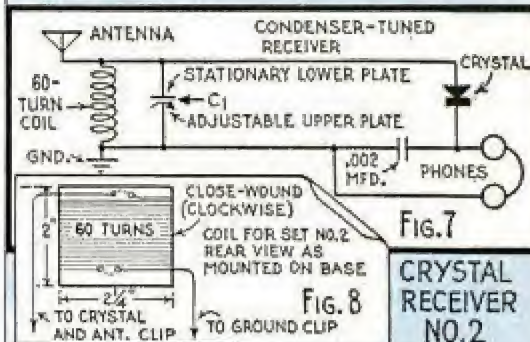 ANTENNA
CONDENSER-TUNED
RECEIVER
CRYSTAL
60-
TURN
COIL
STATIONARY LOWER PLATE
C1
ADJUSTABLE UPPER PLATE
GND.
.002
MFD.
PHONES
FIG.7
CLOSE-WOUND
(CLOCKWISE)
2"
60 TURNS
COIL FOR SET NO.2
REAR VIEW AS
MOUNTED ON BASE
2 1/4"
FIG. 8
TO CRYSTAL
AND ANT. CLIP
TO GROUND CLIP
CRYSTAL
RECEIVER
NO.2